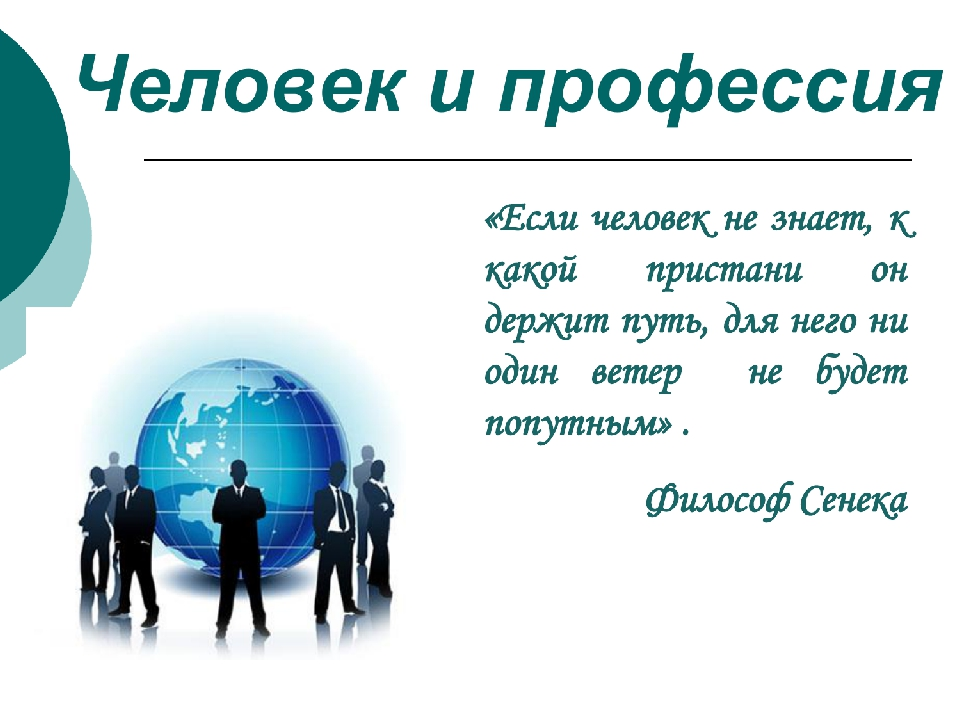 Человек и профессия
«Если человек не знает, к
какой пристани он
держит путь, для него ни
один ветер не будет
попутным» .
Философ Сенека